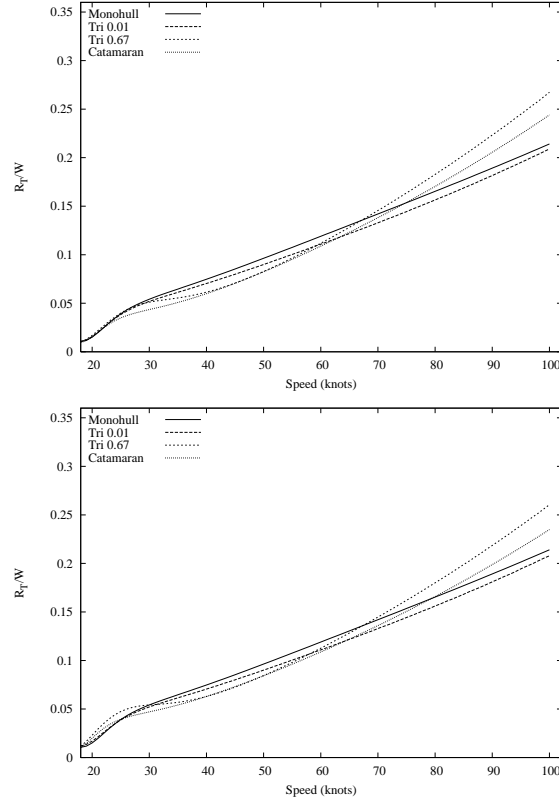 Monohull
Tri 0.01
Tri 0.67
Catamaran
0.35
0.3
0.25
0.2
0.15
0.1
0.05
0
R_T/W
20 30 40 50 60 70 80 90 100
Speed (knots)
Monohull
Tri 0.01
Tri 0.67
Catamaran
0.35
0.3
0.25
0.2
0.15
0.1
0.05
0
R_T/W
20 30 40 50 60 70 80 90 100
Speed (knots)